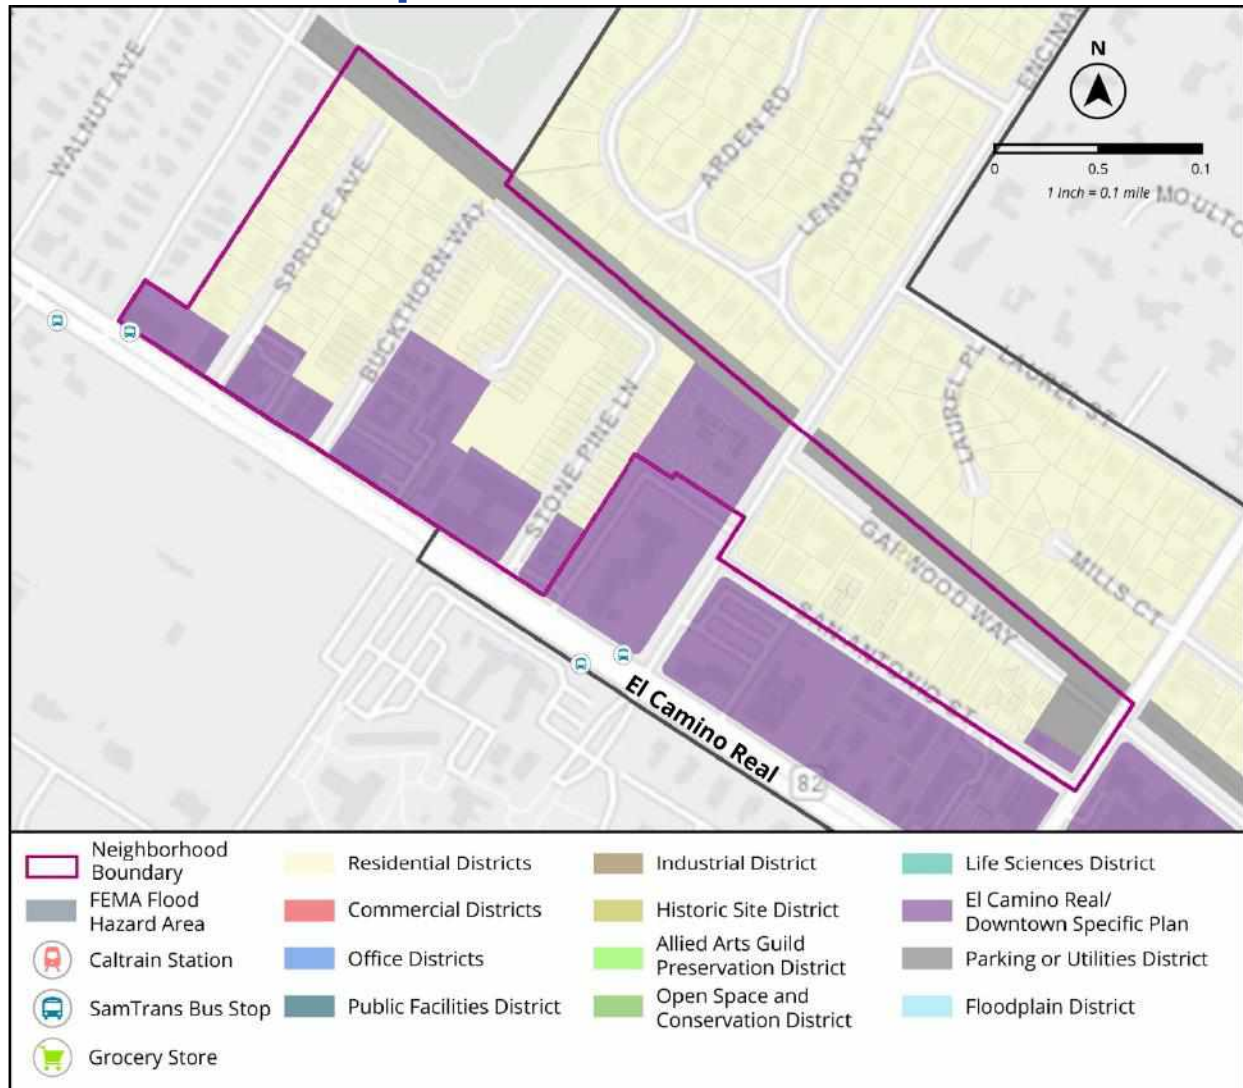 WALNUT AVE
SPRUCE AVE
BUCKTHORN WAY
STONE PINE LN
ARDEN RD
LENNOX AVE
ENCINAL
N
0 0.5 0.1
1 inch = 0.1 mile
MOULTO
LAUREL PL
LAUREL ST
MILLS CT
GARWOOD WAY
SAN ANTONIO ST
El Camino Real
82
Neighborhood
Boundary
FEMA Flood
Hazard Area
Caltrain Station
SamTrans Bus Stop
Grocery Store
Residential Districts
Commercial Districts
Office Districts
Public Facilities District
Industrial District
Historic Site District
Allied Arts Guild
Preservation District
Open Space and
Conservation District
Life Sciences District
El Camino Real/
Downtown Specific Plan
Parking or Utilities District
Floodplain District